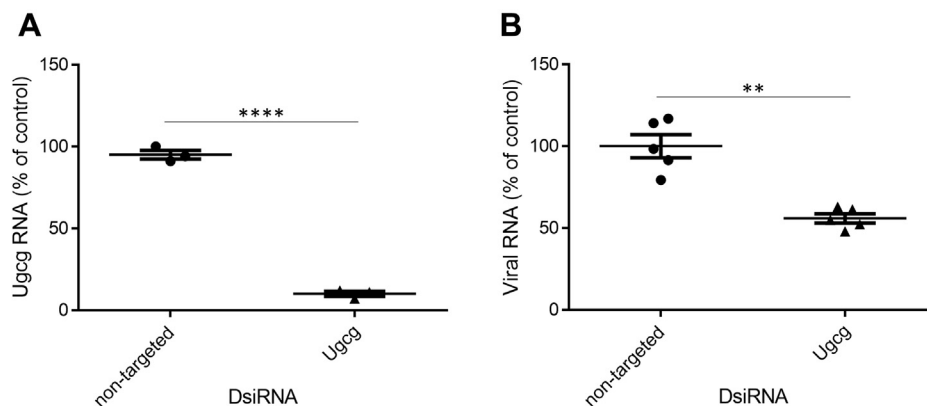 A
Ugcg RNA (% of control)
150
100
50
0
****
non-targeted
Ugcg
DsiRNA
B
Viral RNA (% of control)
150
100
50
0
**
non-targeted
Ugcg
DsiRNA